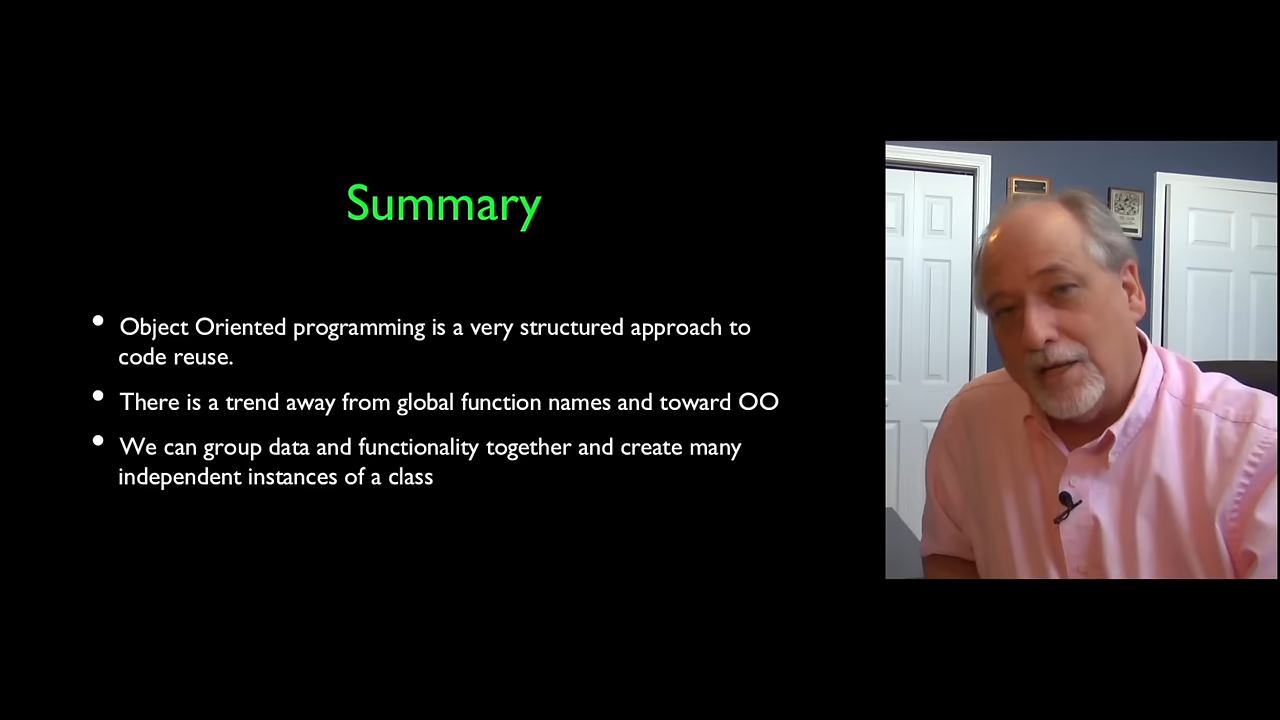 Summary
• Object Oriented programming is a very structured approach to
code reuse.
• There is a trend away from global function names and toward OO
• We can group data and functionality together and create many
independent instances of a class